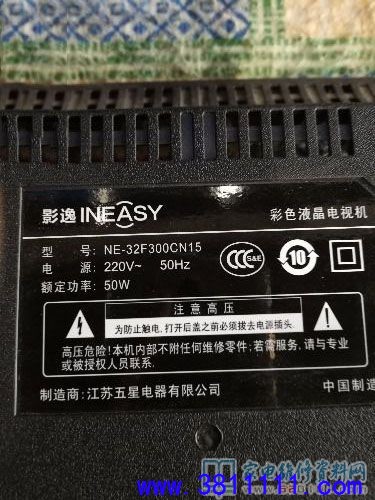 影逸 INEASY 彩色液晶电视机
型 号: NE-32F300CN15
电 源: 220V~ 50Hz
额定功率: 50W
CCC S&E
10
注意高压
为防止触电,打开后盖之前必须拔去电源插头
高压危险!本机内部不附任何维修零件;若需服务,请与本厂
或被授权人员联系.
制造商:江苏五星电器有限公司 中国制造
家电维修资料网
www.3811111.com